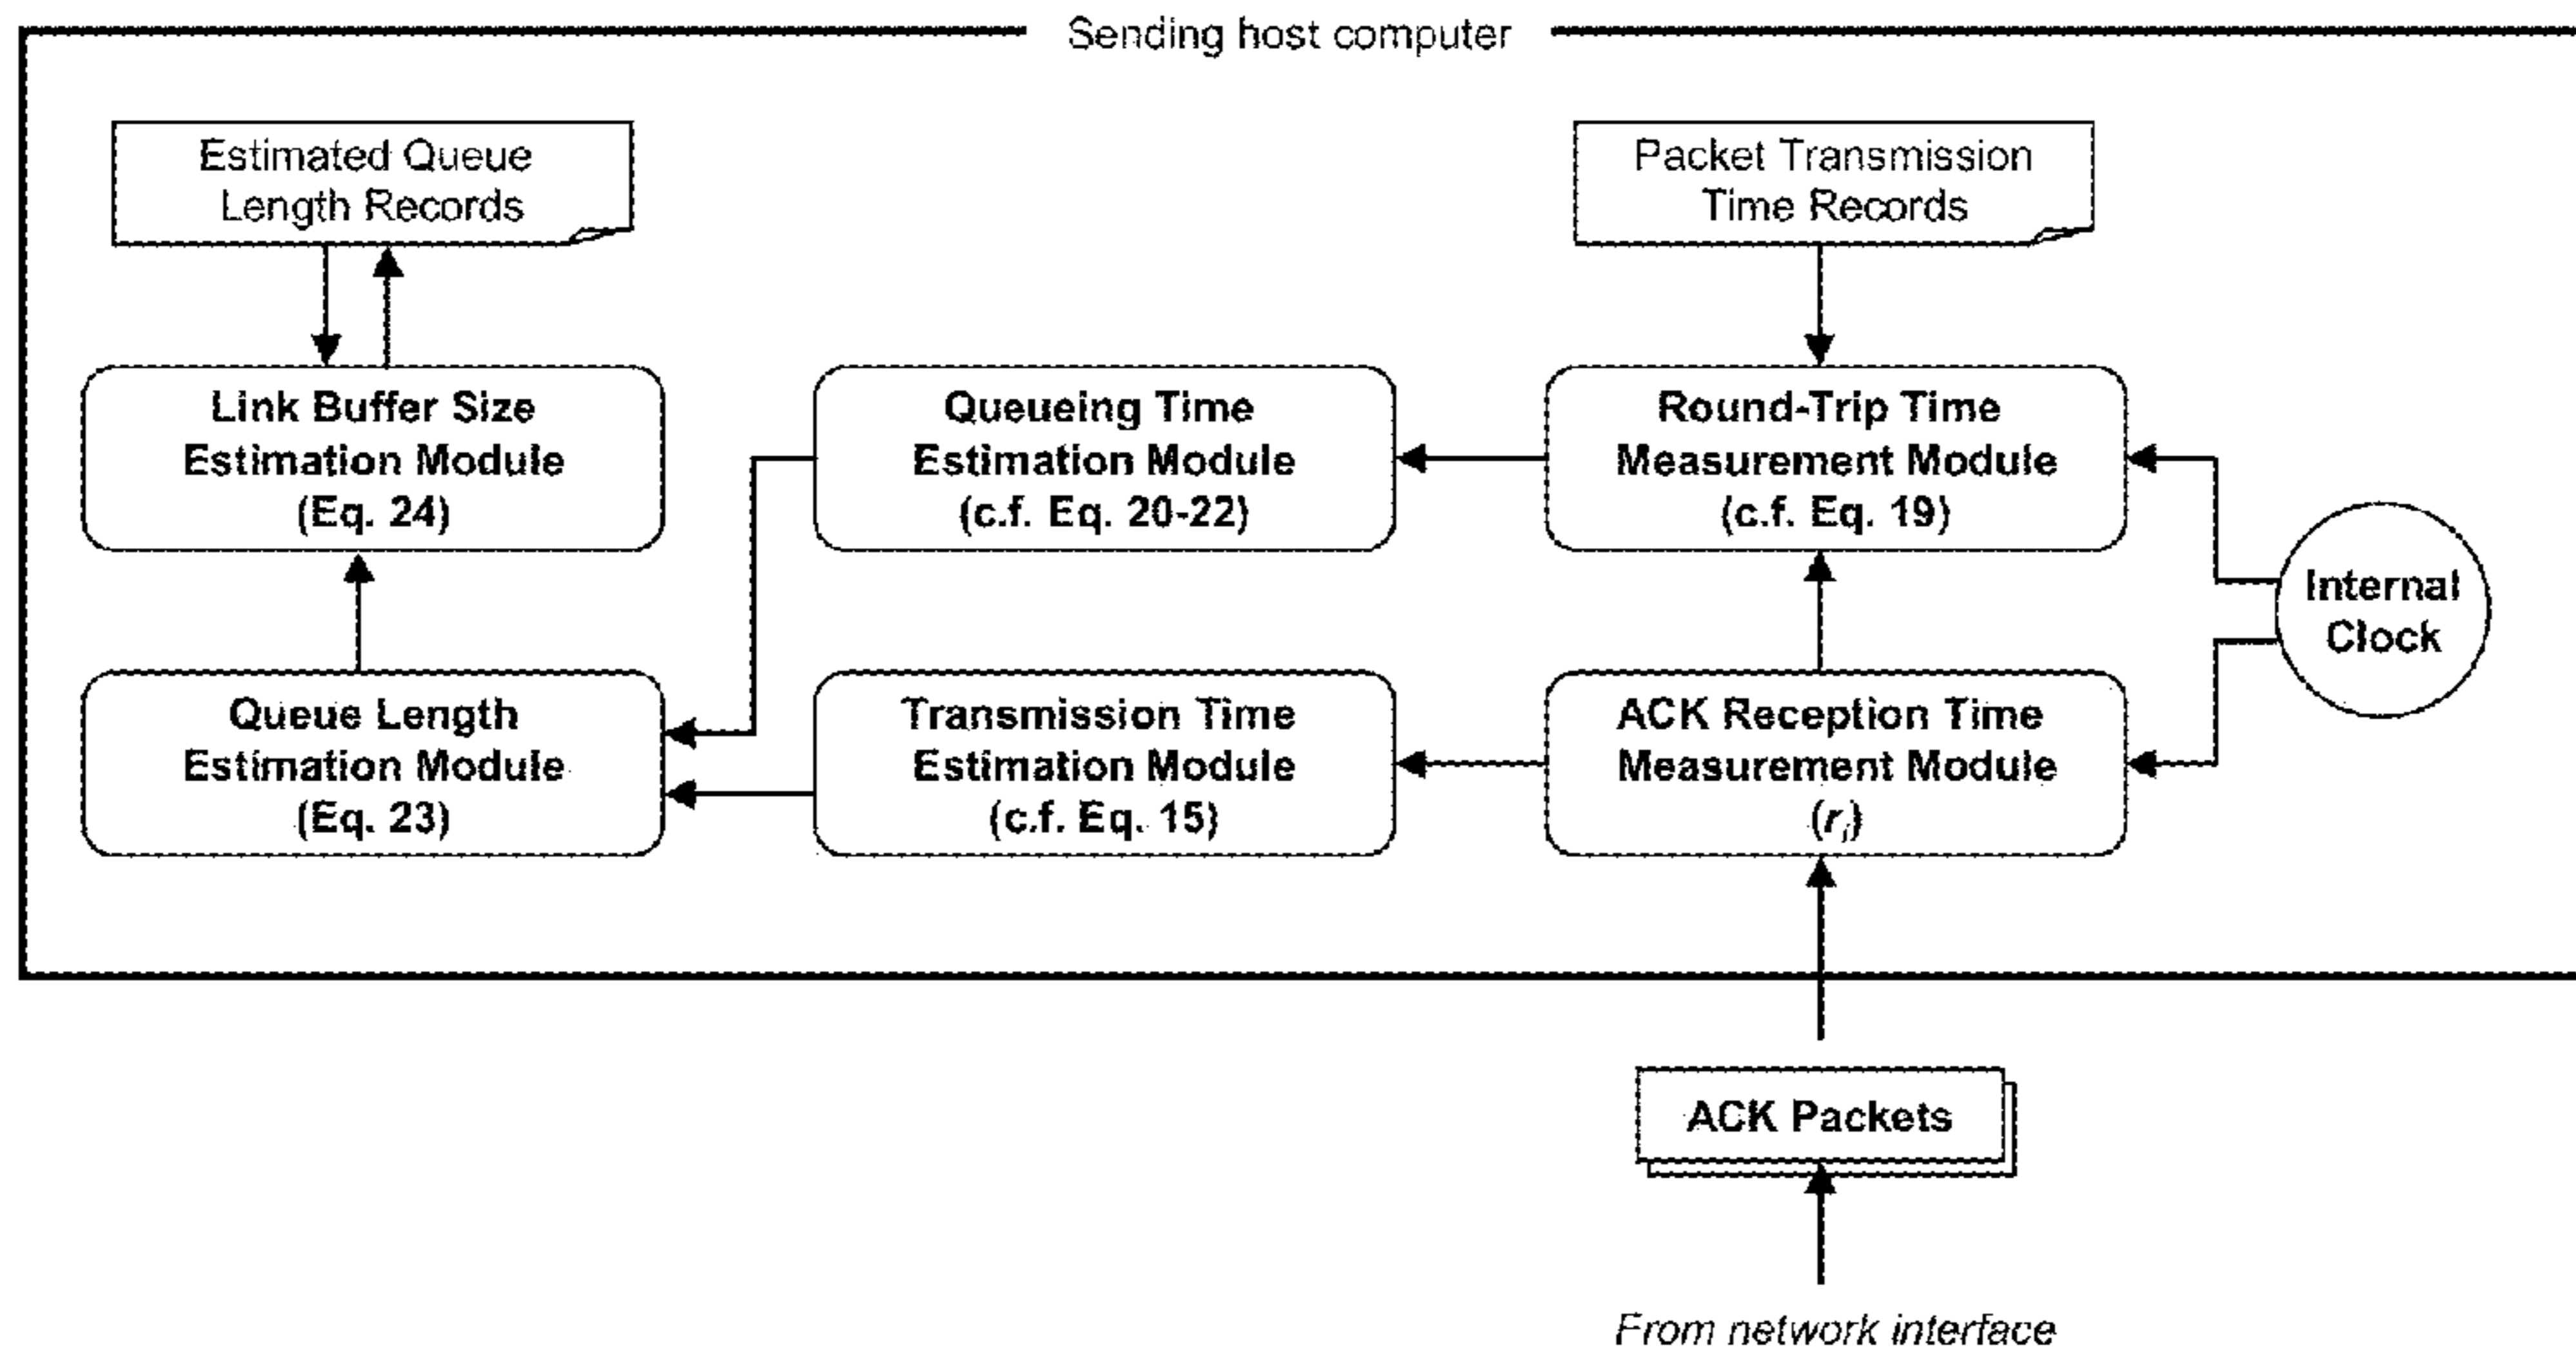 Sending host computer
Estimated Queue
Length Records
Packet Transmission
Time Records
Link Buffer Size
Estimation Module
(Eq. 24)
Queueing Time
Estimation Module
(c.f. Eq. 20-22)
Round-Trip Time
Measurement Module
(c.f. Eq. 19)
Internal
Clock
Queue Length
Estimation Module
(Eq. 23)
Transmission Time
Estimation Module
(c.f. Eq. 15)
ACK Reception Time
Measurement Module
(rᵢ)
ACK Packets
From network interface